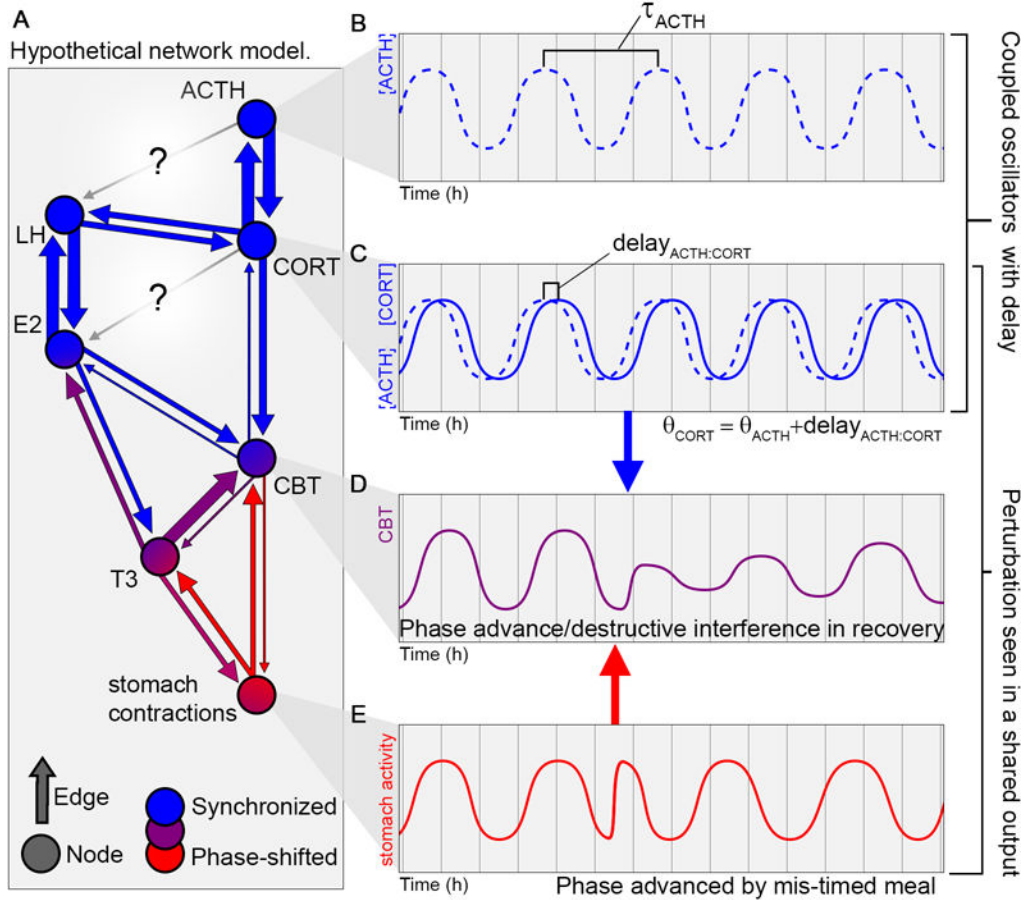 A
Hypothetical network model.
ACTH
?
LH
CORT
?
E2
CBT
T3
stomach
contractions
Edge
Node
Synchronized
Phase-shifted
B
τACTH
[ACTH]
Time (h)
C
delayACTH:CORT
[CORT]
[ACTH]
Time (h)
θCORT = θACTH+delayACTH:CORT
D
CBT
Phase advance/destructive interference in recovery
Time (h)
E
stomach activity
Time (h)
Phase advanced by mis-timed meal
Coupled oscillators with delay
Perturbation seen in a shared output